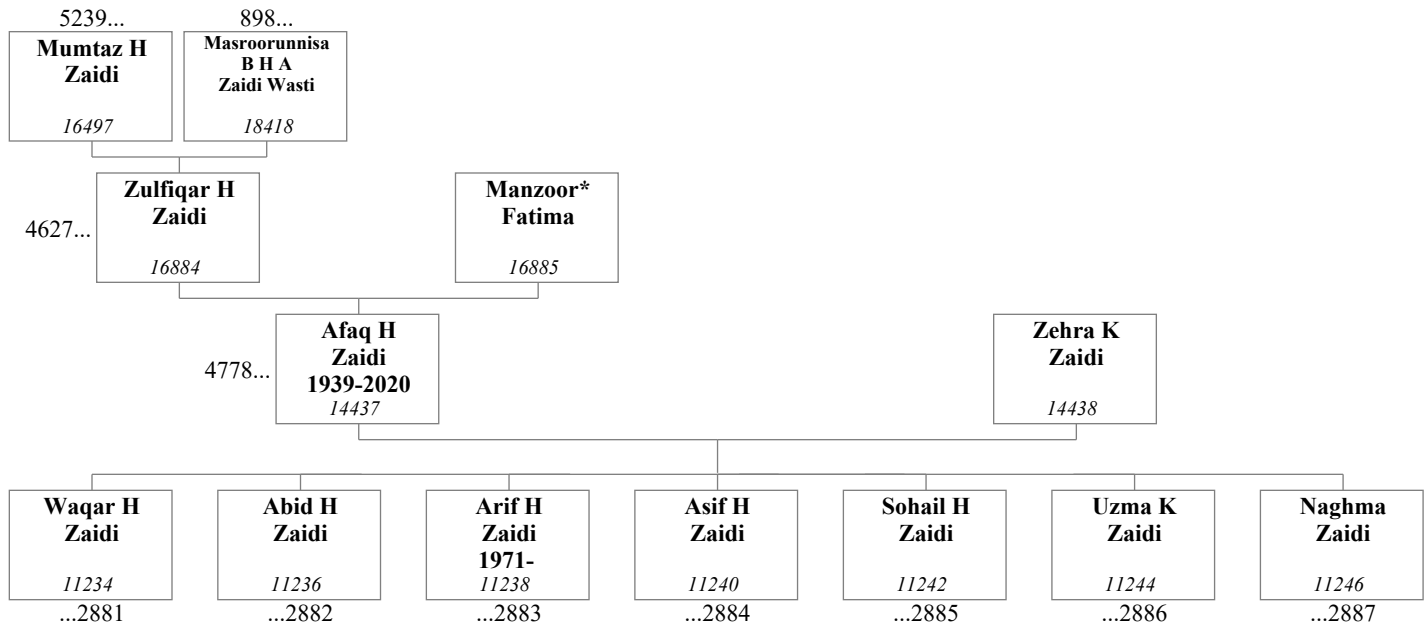 5239...
898...
Mumtaz H
Zaidi
16497
Masroorunnisa
B H A
Zaidi Wasti
18418
4627...
Zulfiqar H
Zaidi
16884
Manzoor*
Fatima
16885
4778...
Afaq H
Zaidi
1939-2020
14437
Zehra K
Zaidi
14438
Waqar H
Zaidi
11234
...2881
Abid H
Zaidi
11236
...2882
Arif H
Zaidi
1971-
11238
...2883
Asif H
Zaidi
11240
...2884
Sohail H
Zaidi
11242
...2885
Uzma K
Zaidi
11244
...2886
Naghma
Zaidi
11246
...2887